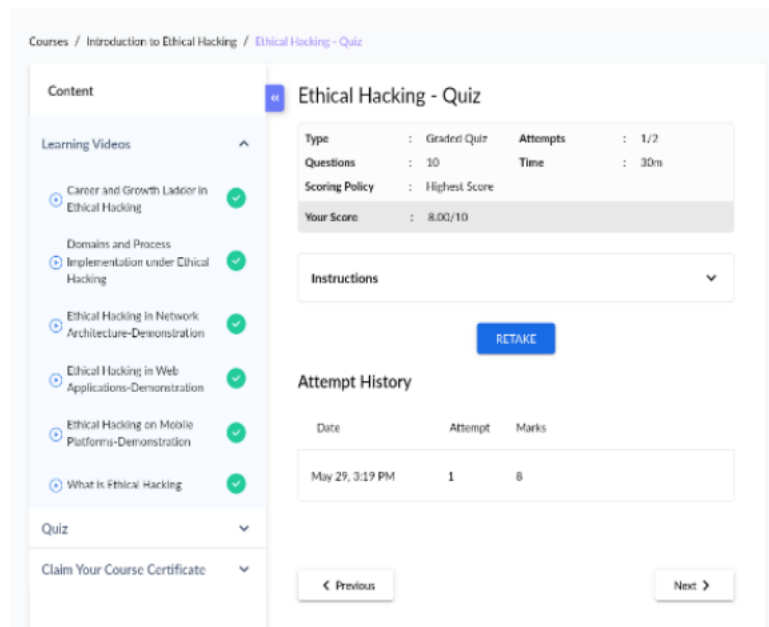 Courses / Introduction to Ethical Hacking / Ethical Hacking - Quiz
Content
Learning Videos
Career and Growth Ladder in
Ethical Hacking
Domains and Process
Implementation under Ethical
Hacking
Ethical Hacking in Network
Architecture-Demonstration
Ethical Hacking in Web
Applications-Demonstration
Ethical Hacking on Mobile
Platforms-Demonstration
What is Ethical Hacking
Quiz
Claim Your Course Certificate
Ethical Hacking - Quiz
Type : Graded Quiz Attempts : 1/2
Questions : 10 Time : 30m
Scoring Policy : Highest Score
Your Score : 8.00/10
Instructions
RETAKE
Attempt History
Date Attempt Marks
May 29, 3:19 PM 1 8
Previous
Next